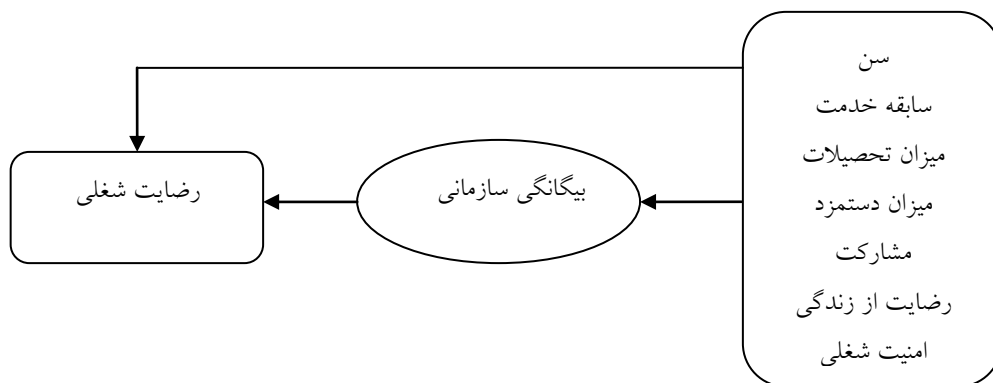 سن
سابقه خدمت
میزان تحصیلات
میزان دستمزد
مشارکت
رضایت از زندگی
امنیت شغلی
بیگانگی سازمانی
رضایت شغلی